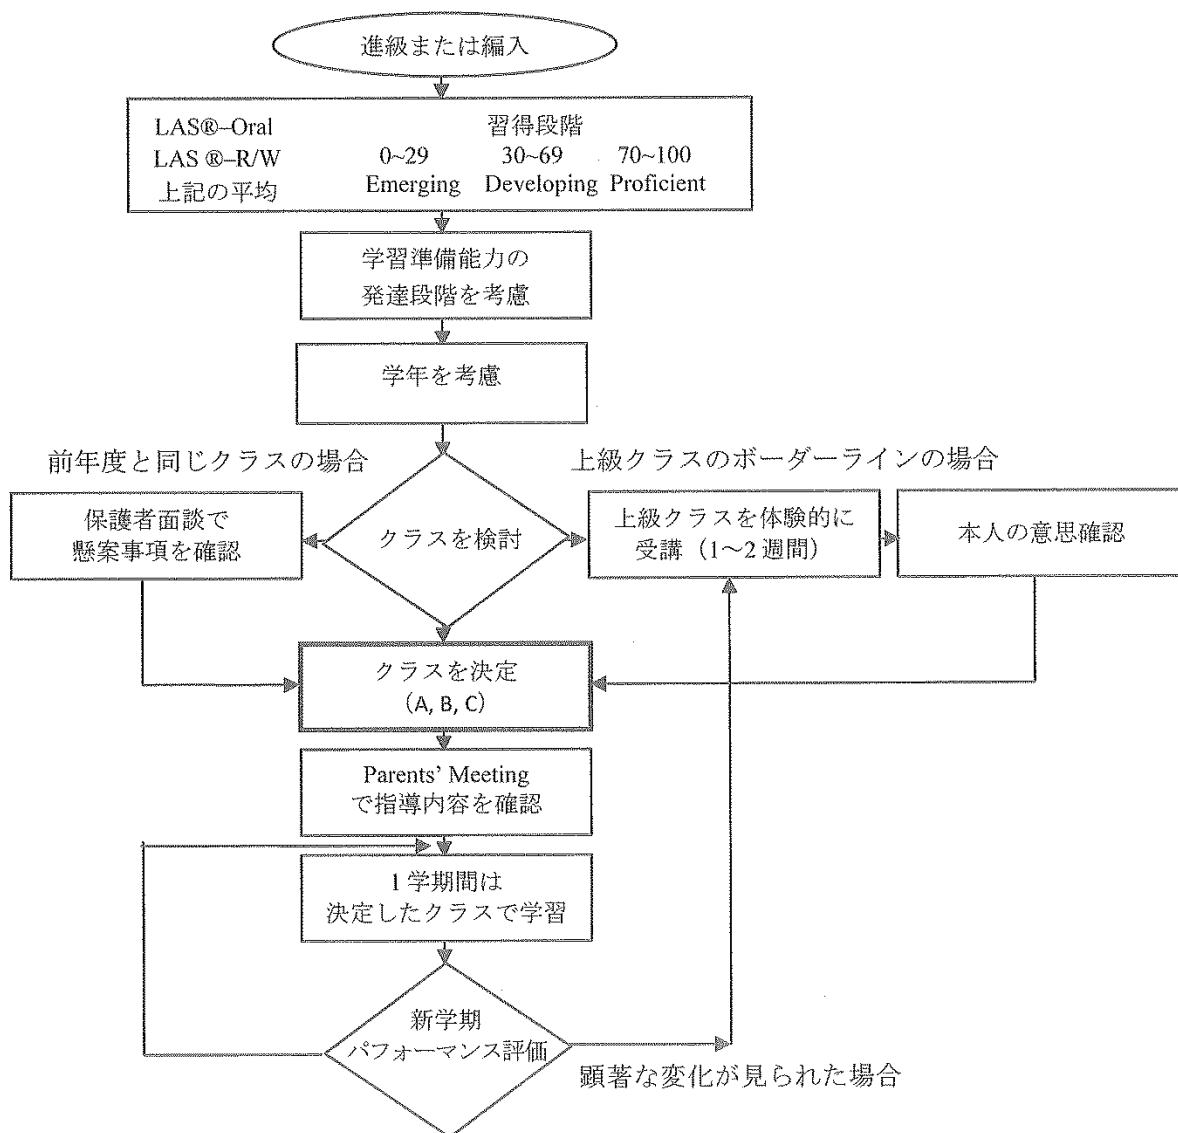 進級または編入
LAS®–Oral 習得段階
LAS ®–R/W 0~29 30~69 70~100
上記の平均 Emerging Developing Proficient
学習準備能力の
発達段階を考慮
学年を考慮
前年度と同じクラスの場合
上級クラスのボーダーラインの場合
保護者面談で
懸案事項を確認
クラスを検討
上級クラスを体験的に
受講（1～2 週間）
本人の意思確認
クラスを決定
（A, B, C）
Parents’ Meeting
で指導内容を確認
1 学期間は
決定したクラスで学習
新学期
パフォーマンス評価
顕著な変化が見られた場合